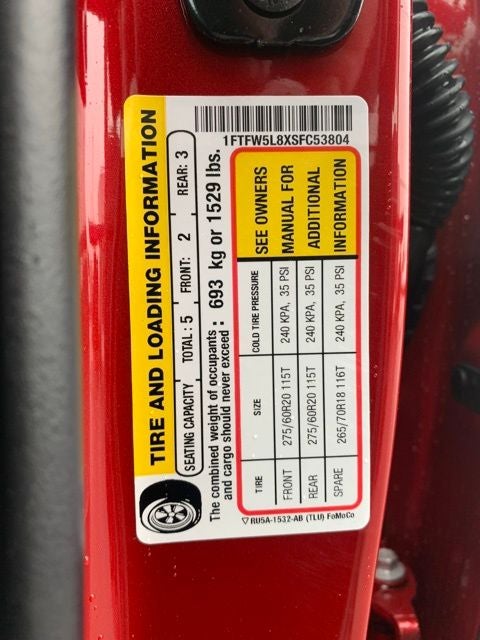 TIRE AND LOADING INFORMATION
SEATING CAPACITY TOTAL: 5 FRONT: 2 REAR: 3
The combined weight of occupants
and cargo should never exceed : 693 kg or 1529 lbs.
1FTFW5L8XSFC53804
TIRE SIZE COLD TIRE PRESSURE SEE OWNERS
FRONT 275/60R20 115T 240 KPA, 35 PSI MANUAL FOR
REAR 275/60R20 115T 240 KPA, 35 PSI ADDITIONAL
SPARE 265/70R18 116T 240 KPA, 35 PSI INFORMATION
RU5A-1532-AB (TLU) FoMoCo